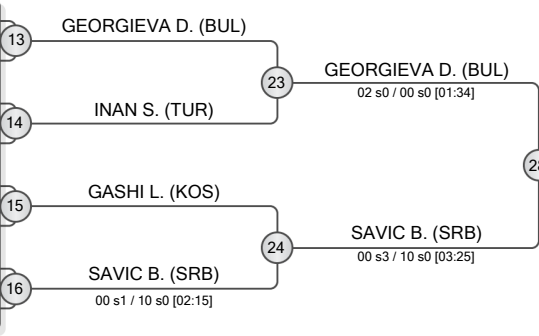 GEORGIEVA D. (BUL)
13
23
GEORGIEVA D. (BUL)
02 s0 / 00 s0 [01:34]
INAN S. (TUR)
14
GASHI L. (KOS)
15
24
SAVIC B. (SRB)
00 s3 / 10 s0 [03:25]
SAVIC B. (SRB)
16
00 s1 / 10 s0 [02:15]